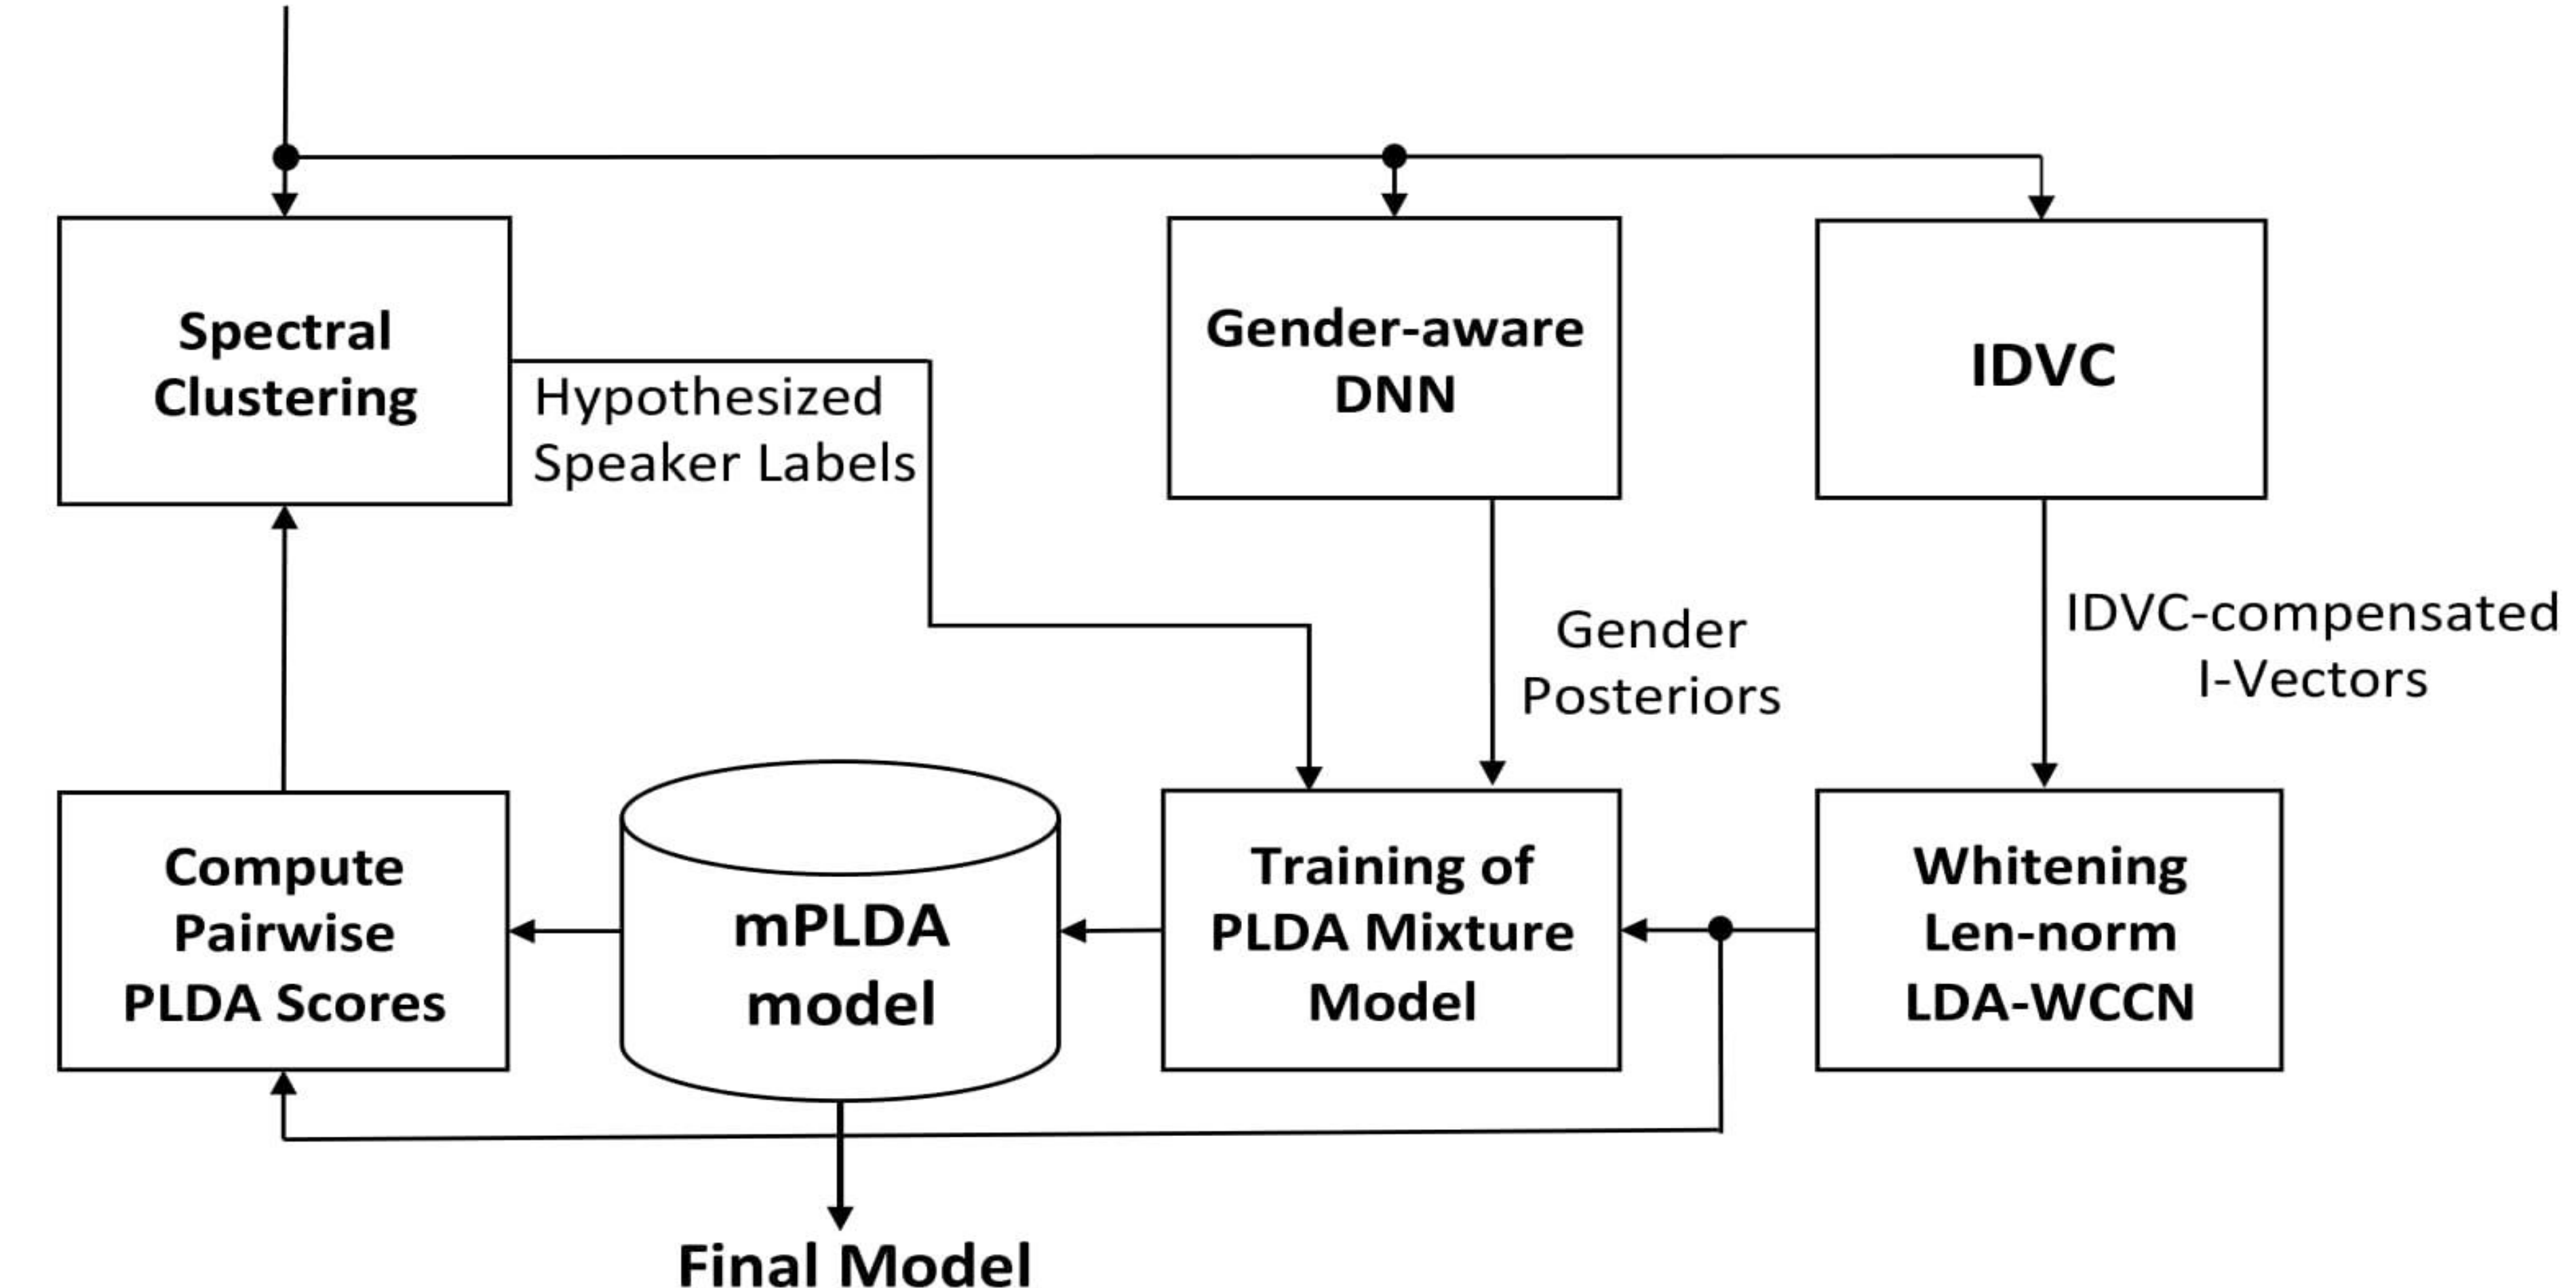 Spectral
Clustering
Hypothesized
Speaker Labels
Gender-aware
DNN
IDVC
Gender
Posteriors
IDVC-compensated
I-Vectors
Compute
Pairwise
PLDA Scores
mPLDA
model
Training of
PLDA Mixture
Model
Whitening
Len-norm
LDA-WCCN
Final Model